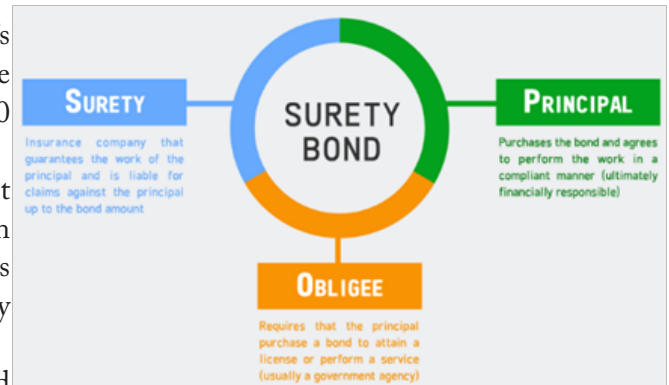 s
e
0
t
n
s
y
d
SURETY
Insurance company that
guarantees the work of the
principal and is liable for
claims against the principal
up to the bond amount
SURETY
BOND
PRINCIPAL
Purchases the bond and agrees
to perform the work in a
compliant manner (ultimately
financially responsible)
OBLIGEE
Requires that the principal
purchase a bond to attain a
license or perform a service
(usually a government agency)